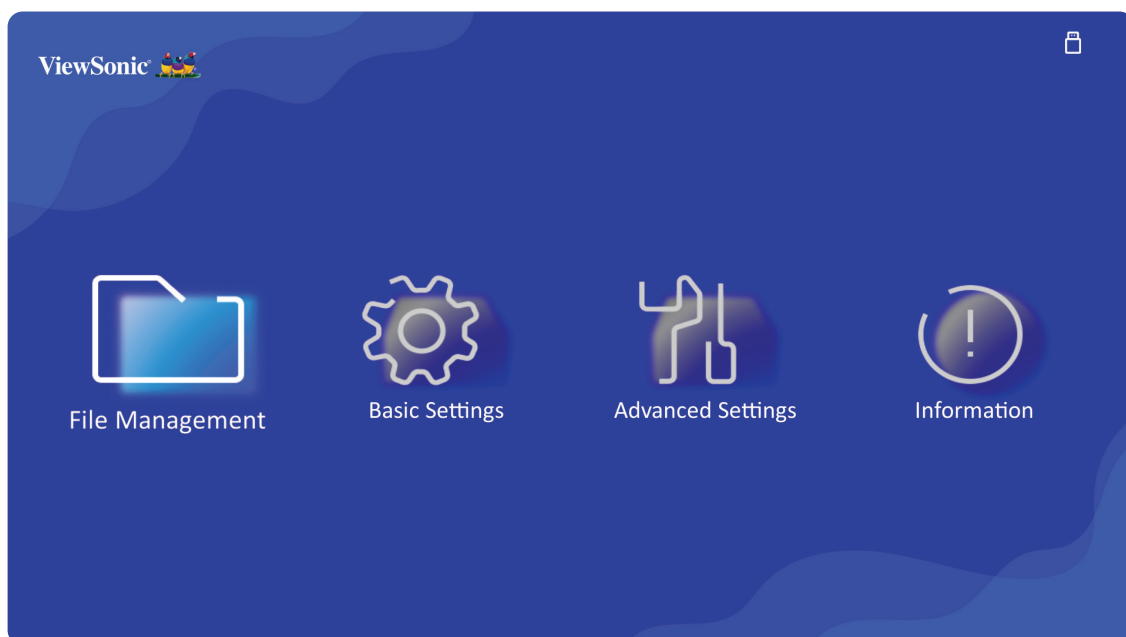 ViewSonic
File Management
Basic Settings
Advanced Settings
Information